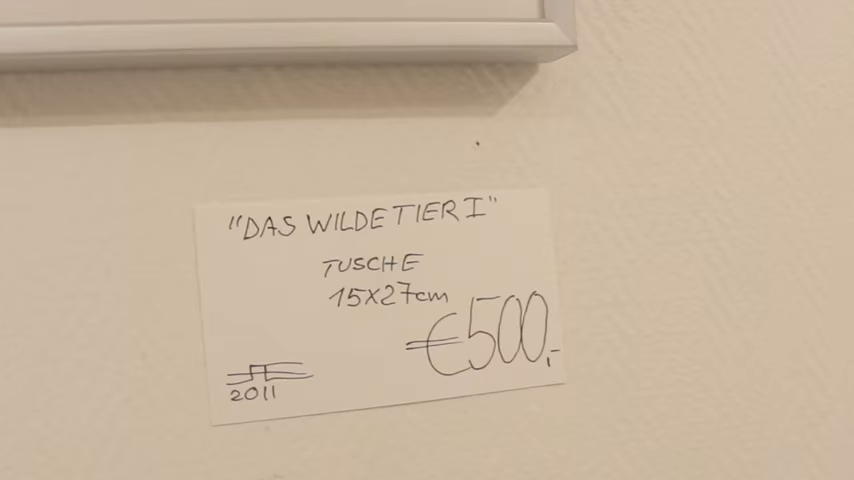 "DAS WILDE TIER I"
TUSCHE
15X27cm
€500,-
2011